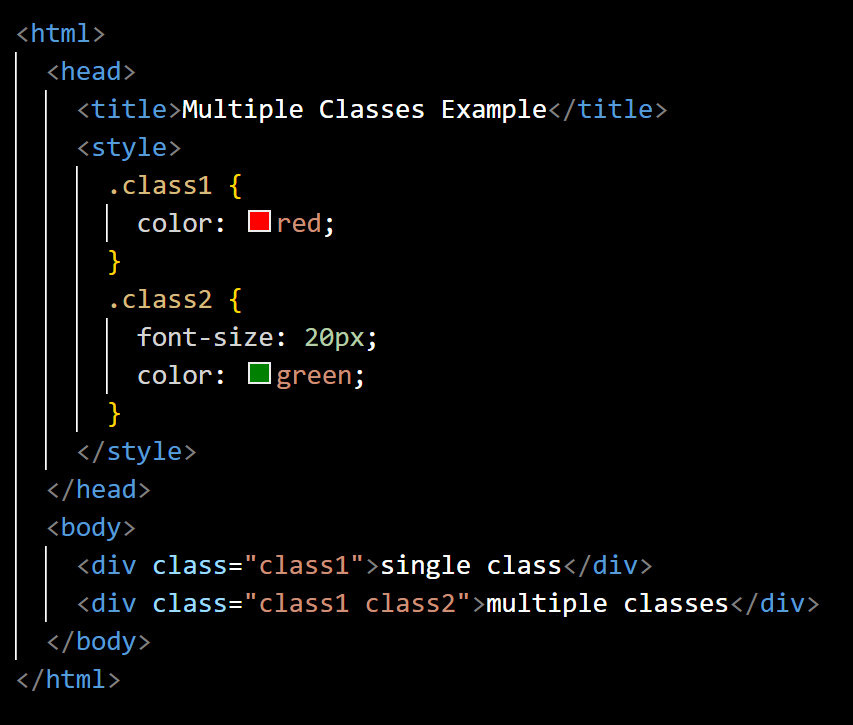 <html>
  <head>
    <title>Multiple Classes Example</title>
    <style>
      .class1 {
        color: red;
      }
      .class2 {
        font-size: 20px;
        color: green;
      }
    </style>
  </head>
  <body>
    <div class="class1">single class</div>
    <div class="class1 class2">multiple classes</div>
  </body>
</html>